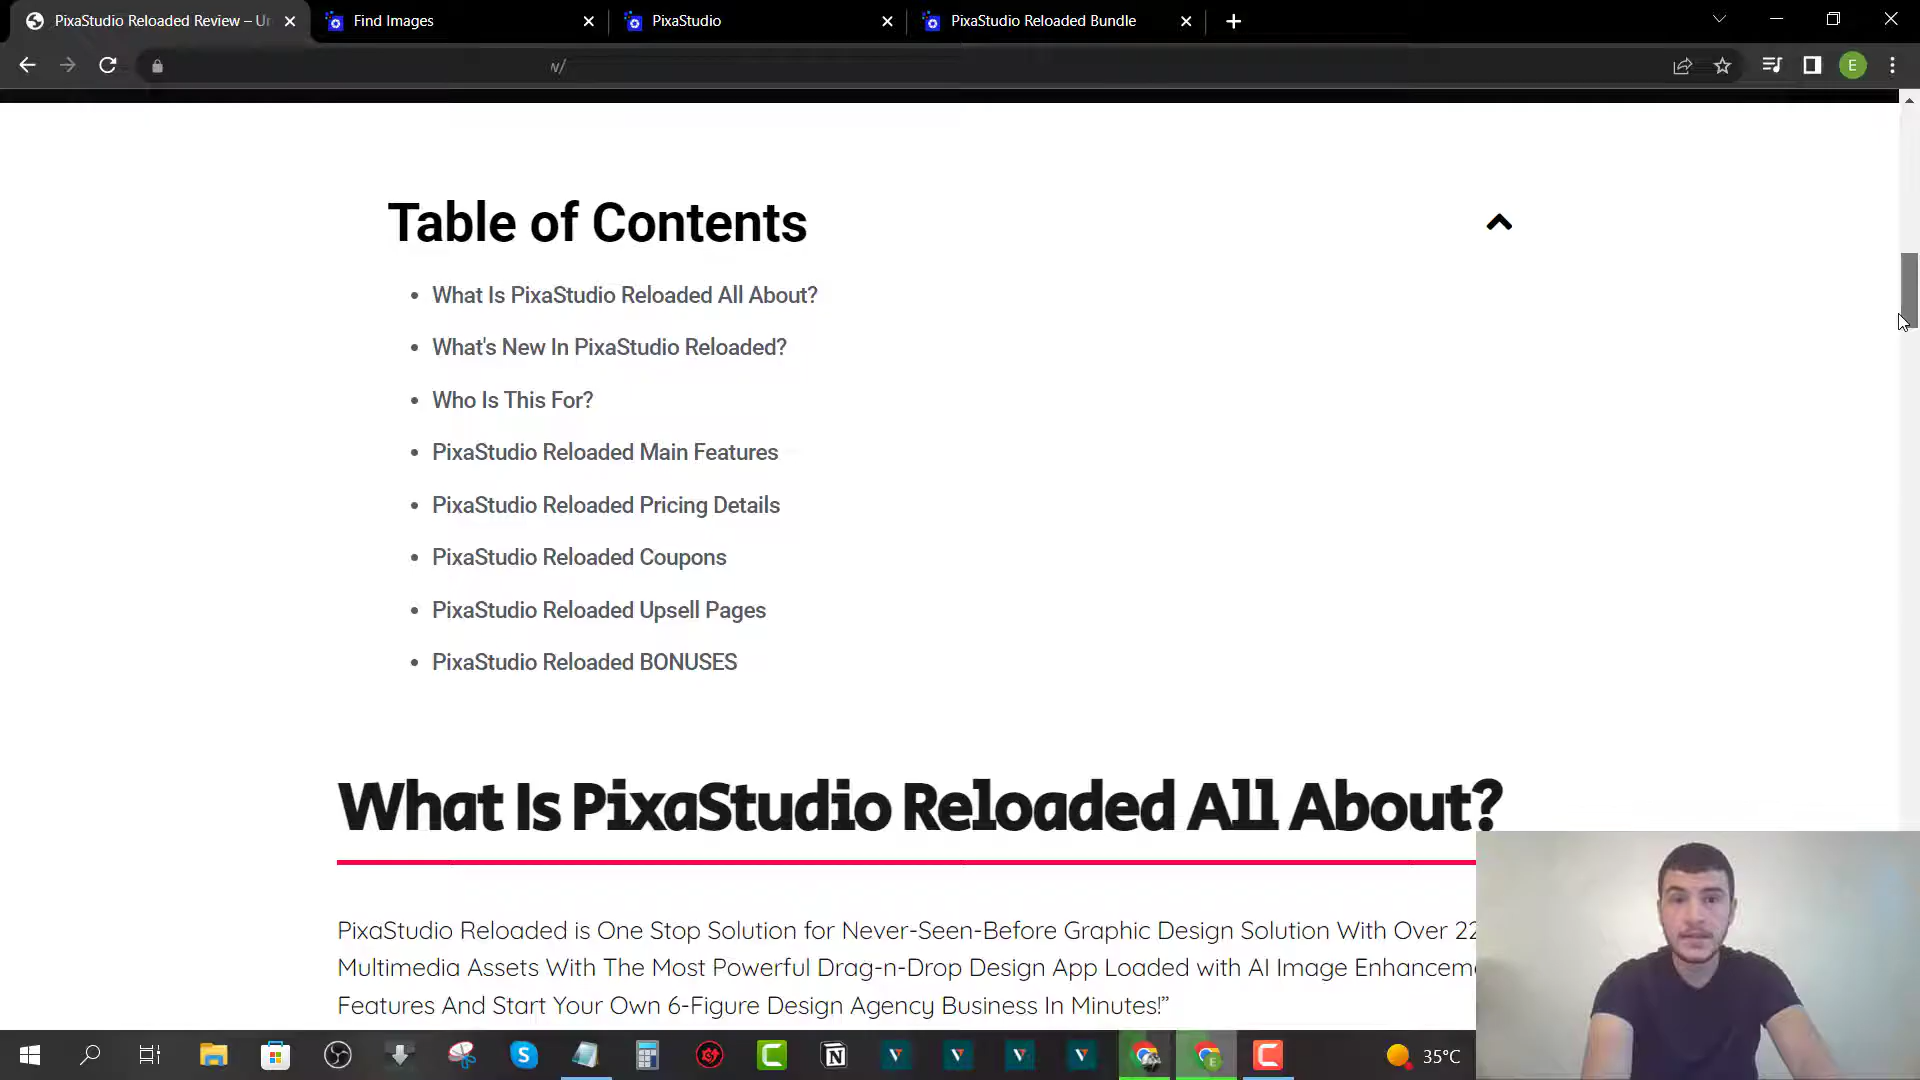 PixaStudio Reloaded Review – Un
Find Images
PixaStudio
PixaStudio Reloaded Bundle
w/
E
Table of Contents
• What Is PixaStudio Reloaded All About?
• What's New In PixaStudio Reloaded?
• Who Is This For?
• PixaStudio Reloaded Main Features
• PixaStudio Reloaded Pricing Details
• PixaStudio Reloaded Coupons
• PixaStudio Reloaded Upsell Pages
• PixaStudio Reloaded BONUSES
What Is PixaStudio Reloaded All About?
PixaStudio Reloaded is One Stop Solution for Never-Seen-Before Graphic Design Solution With Over 22
Multimedia Assets With The Most Powerful Drag-n-Drop Design App Loaded with AI Image Enhanceme
Features And Start Your Own 6-Figure Design Agency Business In Minutes!”
35°C